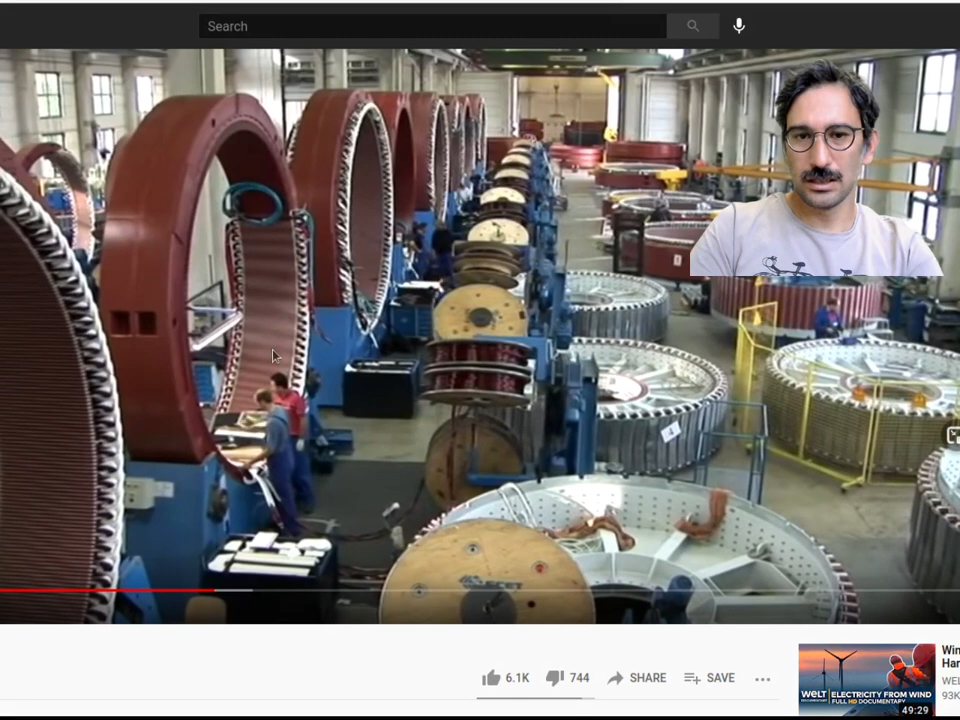 Search
6.1K
744
SHARE
SAVE
Win
Har
WEL
93K
WELT
DOCUMENTARY
ELECTRICITY FROM WIND
FULL HD DOCUMENTARY
49:29